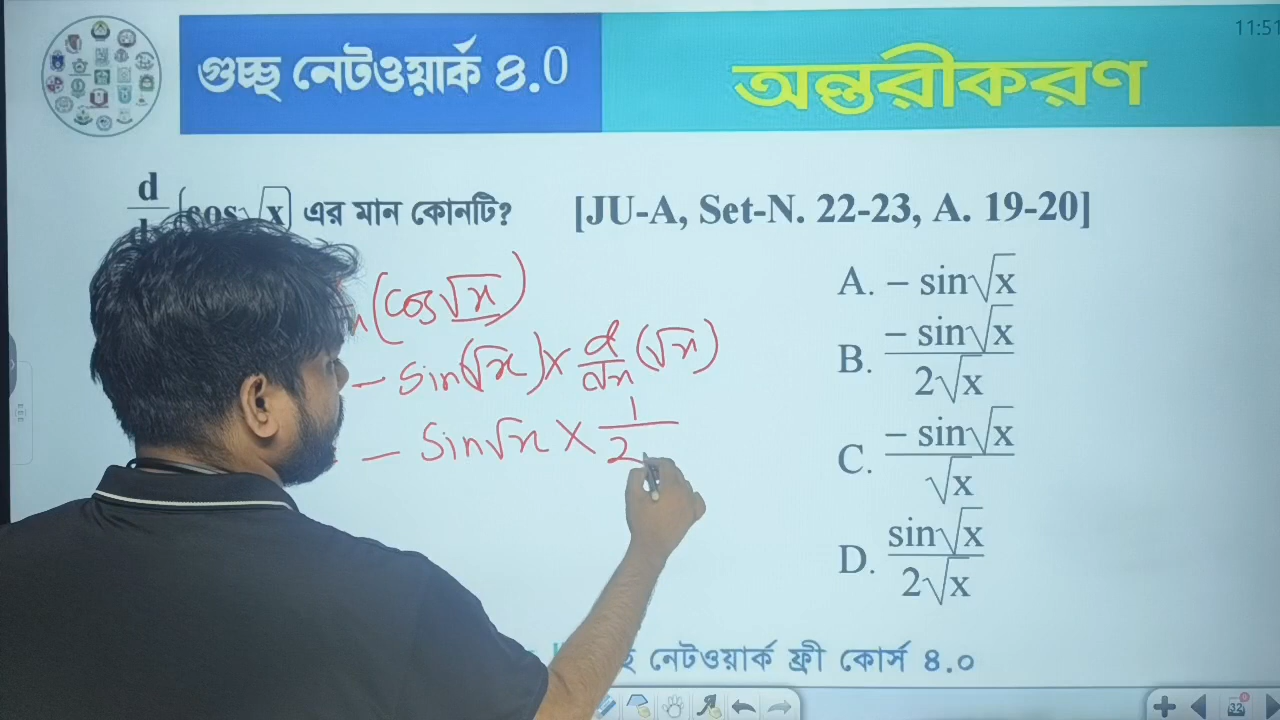 11:51
গুচ্ছ নেটওয়ার্ক ৪.0
অন্তরীকরণ
d (cos√x) এর মান কোনটি? [JU-A, Set-N. 22-23, A. 19-20]
(cos√x)
− sin(√x) × d/dx (√x)
− sin√x × 1/2
A. − sin√x
B. − sin√x / 2√x
C. − sin√x / √x
D. sin√x / 2√x
নেটওয়ার্ক ফ্রী কোর্স ৪.০
32